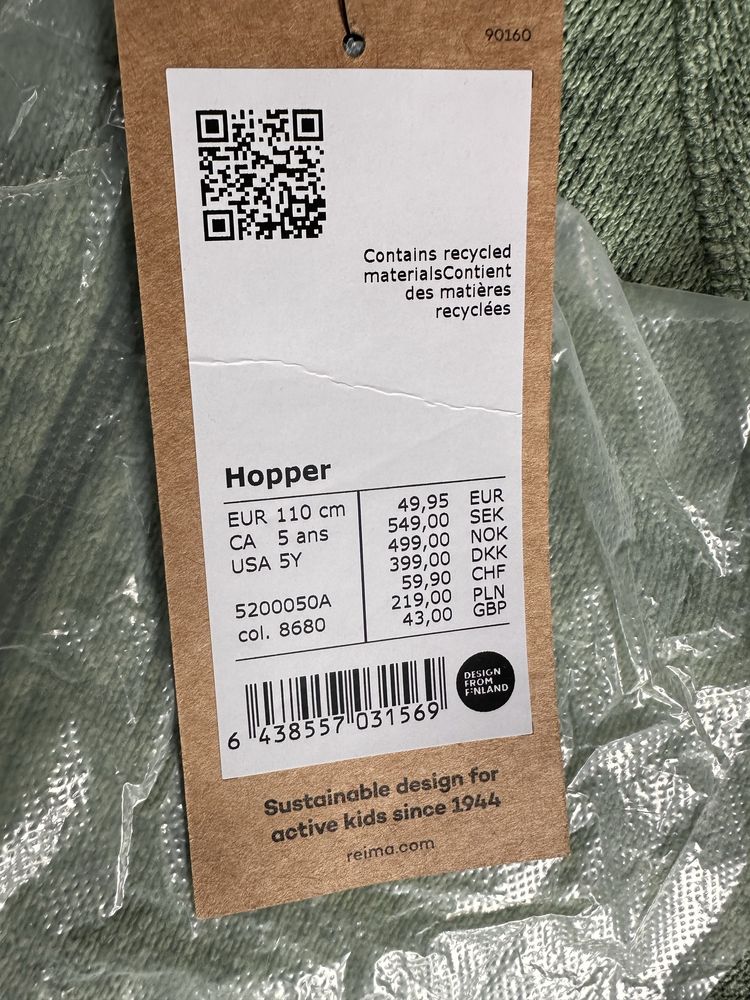 90160
Contains recycled
materialsContient
des matières
recyclées
Hopper
EUR 110 cm
CA 5 ans
USA 5Y
5200050A
col. 8680
49,95 EUR
549,00 SEK
499,00 NOK
399,00 DKK
59,90 CHF
219,00 PLN
43,00 GBP
6 438557 031569
DESIGN
FROM
FINLAND
Sustainable design for
active kids since 1944
reima.com